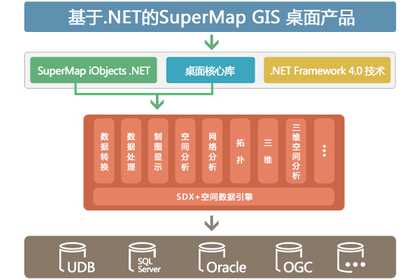 基于.NET的SuperMap GIS 桌面产品
SuperMap iObjects .NET
桌面核心库
.NET Framework 4.0 技术
数据转换
数据处理
制图显示
空间分析
网络分析
拓扑
三维
三维空间分析
...
SDX+空间数据引擎
UDB
SQL Server
Oracle
OGC
...